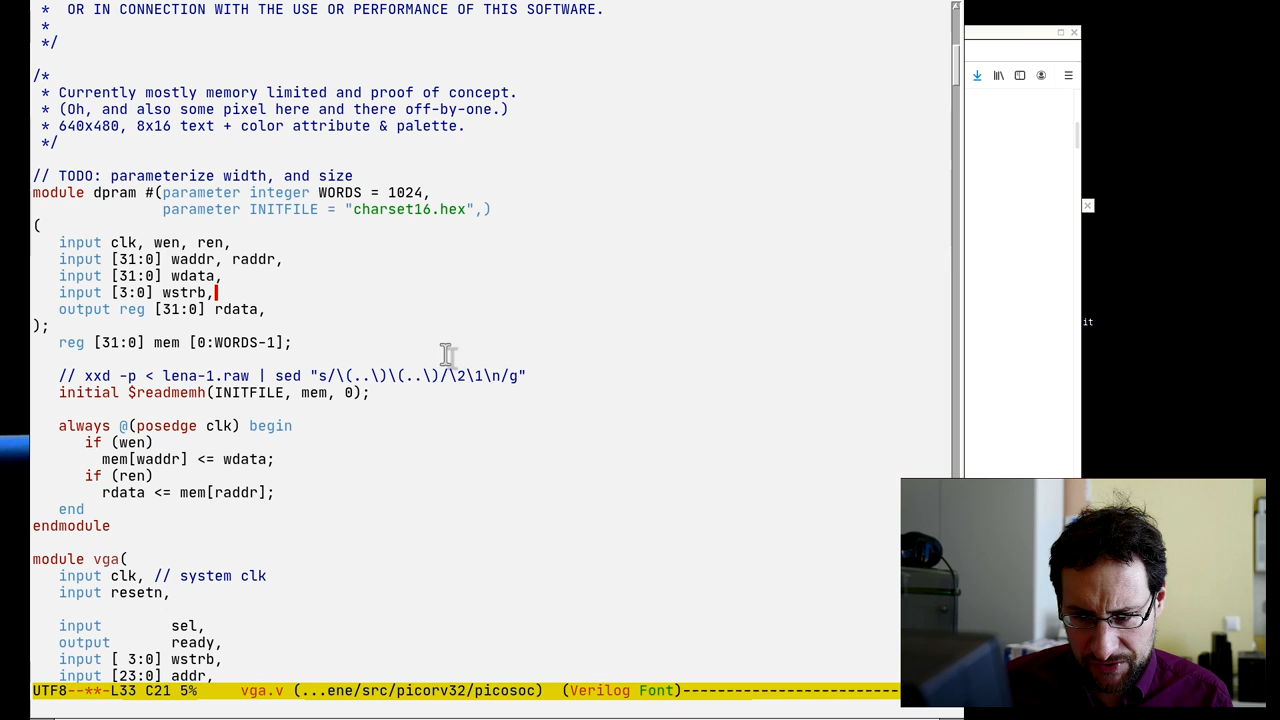 *  OR IN CONNECTION WITH THE USE OR PERFORMANCE OF THIS SOFTWARE.
*
*/
/*
* Currently mostly memory limited and proof of concept.
* (Oh, and also some pixel here and there off-by-one.)
* 640x480, 8x16 text + color attribute & palette.
*/
// TODO: parameterize width, and size
module dpram #(parameter integer WORDS = 1024,
parameter INITFILE = "charset16.hex",)
(
input clk, wen, ren,
input [31:0] waddr, raddr,
input [31:0] wdata,
input [3:0] wstrb,
output reg [31:0] rdata,
);
reg [31:0] mem [0:WORDS-1];
// xxd -p < lena-1.raw | sed "s/\(..\)\(..\)/\2\1\n/g"
initial $readmemh(INITFILE, mem, 0);
always @(posedge clk) begin
if (wen)
mem[waddr] <= wdata;
if (ren)
rdata <= mem[raddr];
end
endmodule
module vga(
input clk, // system clk
input resetn,
input        sel,
output       ready,
input [ 3:0] wstrb,
input [23:0] addr,
UTF8--**-L33 C21 5%     vga.v (...ene/src/picorv32/picosoc)  (Verilog Font)-------------------------
it